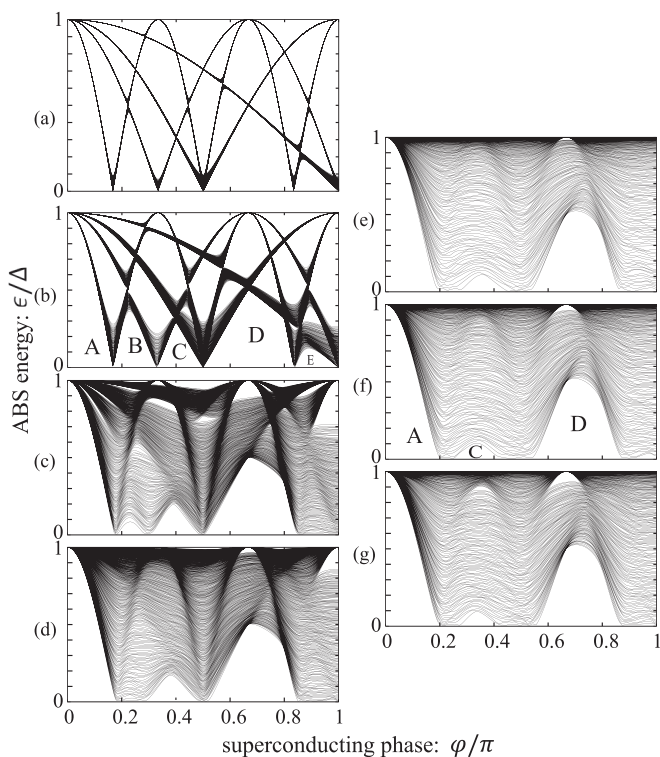 1
(a)
0
1
(b)
A B C D E
0
1
(c)
0
1
(d)
0
0 0.2 0.4 0.6 0.8 1
ABS energy: ϵ/Δ
1
(e)
0
1
(f)
A C D
0
1
(g)
0
0 0.2 0.4 0.6 0.8 1
superconducting phase: φ/π